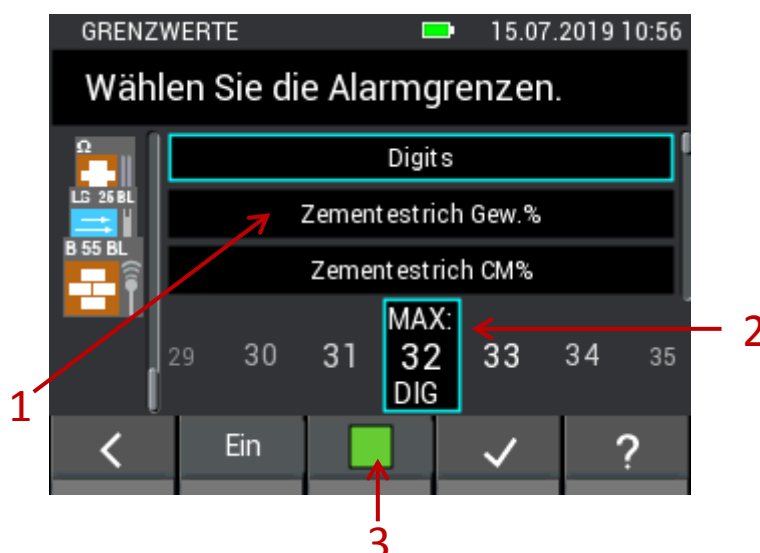 GRENZWERTE 15.07.2019 10:56
Wählen Sie die Alarmgrenzen.
Ω
LG 26 BL
B 55 BL
Digits
Zementestrich Gew.%
Zementestrich CM%
MAX:
29 30 31 32 33 34 35
DIG
1
2
Ein ?
3